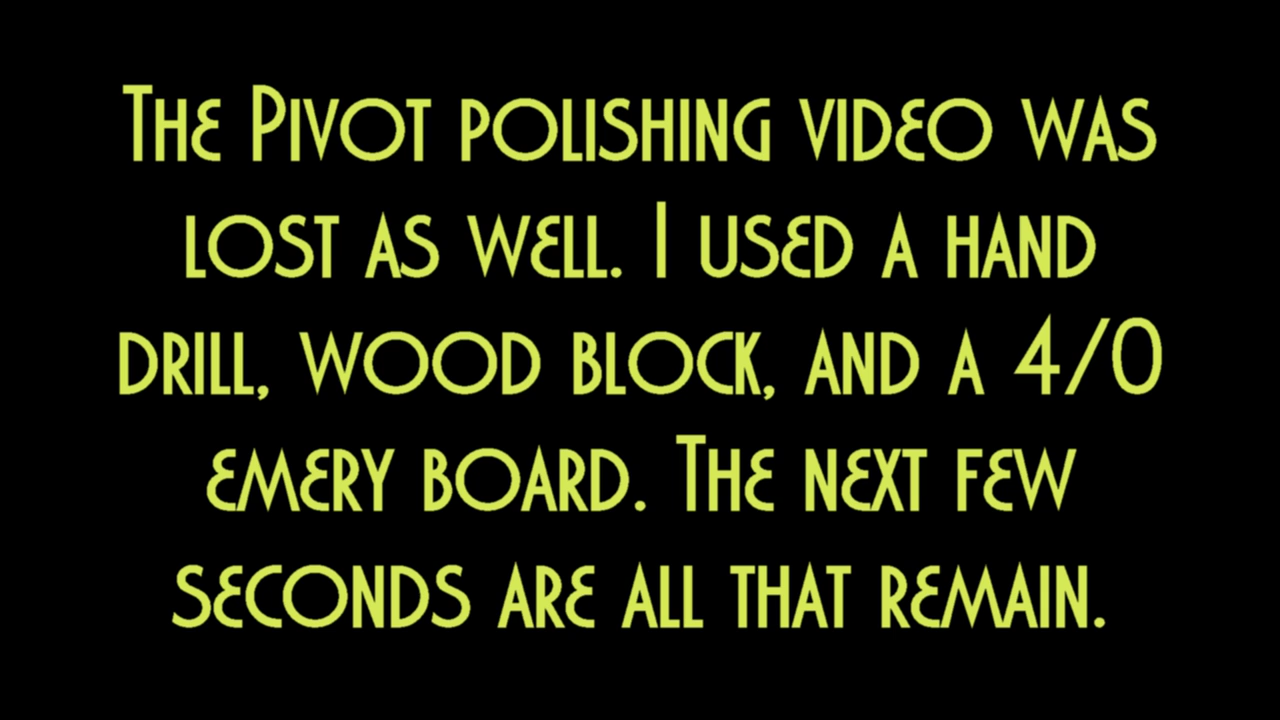 The Pivot polishing video was
lost as well. I used a hand
drill, wood block, and a 4/0
emery board. The next few
seconds are all that remain.